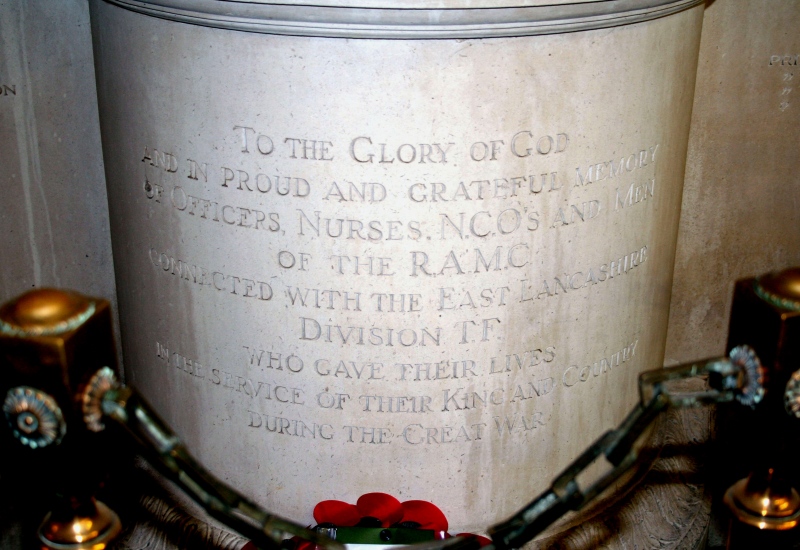 To the Glory of God
and in proud and grateful memory
of Officers, Nurses, N.C.O's and Men
of the R.A.M.C
connected with the East Lancashire
Division T.F
who gave their lives
in the service of their King and Country
during the Great War